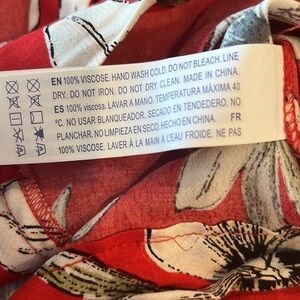 EN 100% VISCOSE. HAND WASH COLD. DO NOT BLEACH. LINE
DRY. DO NOT IRON. DO NOT DRY CLEAN. MADE IN CHINA.
ES 100% viscosa. LAVAR A MANO, TEMPERATURA MÁXIMA 40
°C. NO USAR BLANQUEADOR. SECADO EN TENDEDERO. NO
PLANCHAR. NO LIMPIEZA EN SECO. HECHO EN CHINA. FR
100% VISCOSE. LAVER À LA MAIN À L'EAU FROIDE. NE PAS